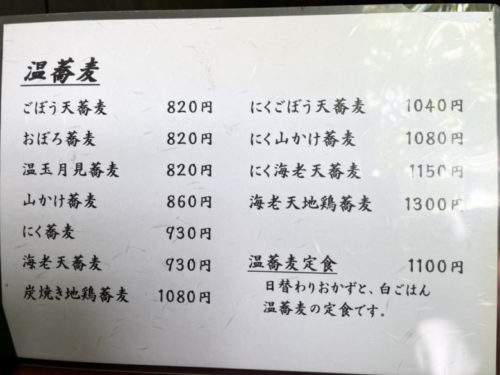 温蕎麦
ごぼう天蕎麦 820円
おぼろ蕎麦 820円
温玉月見蕎麦 820円
山かけ蕎麦 860円
にく蕎麦 930円
海老天蕎麦 930円
炭焼き地鶏蕎麦 1080円
にくごぼう天蕎麦 1040円
にく山かけ蕎麦 1080円
にく海老天蕎麦 1150円
海老天地鶏蕎麦 1300円
温蕎麦定食 1100円
日替わりおかずと、白ごはん
温蕎麦の定食です。